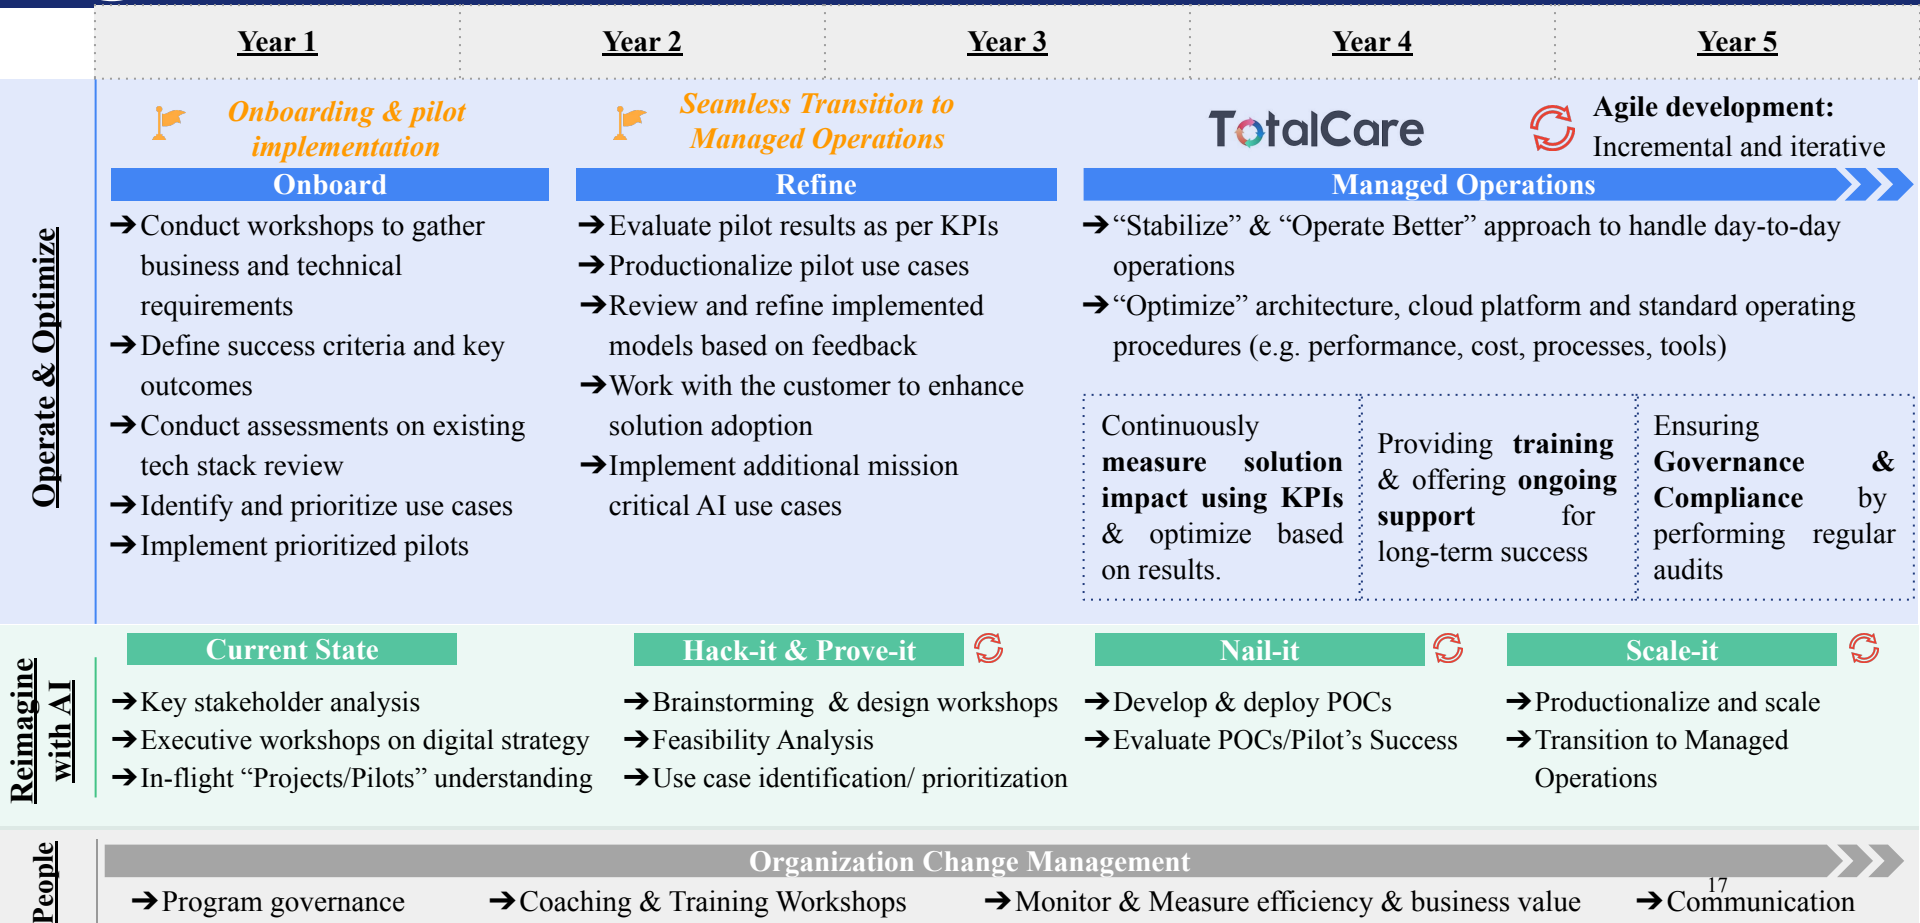 Year 1
Year 2
Year 3
Year 4
Year 5
Operate & Optimize
Onboarding & pilot
implementation
Onboard
➔Conduct workshops to gather
business and technical
requirements
➔Define success criteria and key
outcomes
➔Conduct assessments on existing
tech stack review
➔Identify and prioritize use cases
➔Implement prioritized pilots
Seamless Transition to
Managed Operations
Refine
➔Evaluate pilot results as per KPIs
➔Productionalize pilot use cases
➔Review and refine implemented
models based on feedback
➔Work with the customer to enhance
solution adoption
➔Implement additional mission
critical AI use cases
TotalCare
Agile development:
Incremental and iterative
Managed Operations
➔“Stabilize” & “Operate Better” approach to handle day-to-day
operations
➔“Optimize” architecture, cloud platform and standard operating
procedures (e.g. performance, cost, processes, tools)
Continuously
measure solution
impact using KPIs
& optimize based
on results.
Providing training
& offering ongoing
support for
long-term success
Ensuring
Governance &
Compliance by
performing regular
audits
Reimagine
with AI
Current State
➔Key stakeholder analysis
➔Executive workshops on digital strategy
➔In-flight “Projects/Pilots” understanding
Hack-it & Prove-it
➔Brainstorming & design workshops
➔Feasibility Analysis
➔Use case identification/ prioritization
Nail-it
➔Develop & deploy POCs
➔Evaluate POCs/Pilot’s Success
Scale-it
➔Productionalize and scale
➔Transition to Managed
Operations
People
Organization Change Management
➔Program governance
➔Coaching & Training Workshops
➔Monitor & Measure efficiency & business value
➔Communication
17